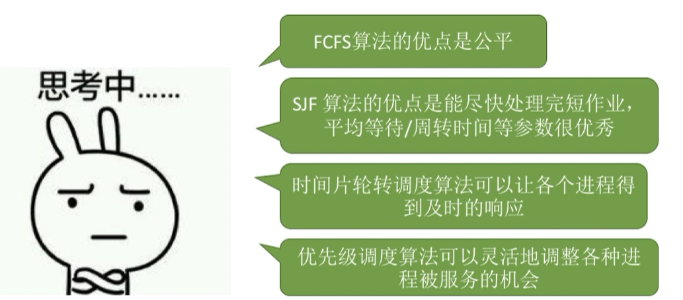 FCFS算法的优点是公平
思考中……
SJF 算法的优点是能尽快处理完短作业，
平均等待/周转时间等参数很优秀
时间片轮转调度算法可以让各个进程得
到及时的响应
优先级调度算法可以灵活地调整各种进
程被服务的机会